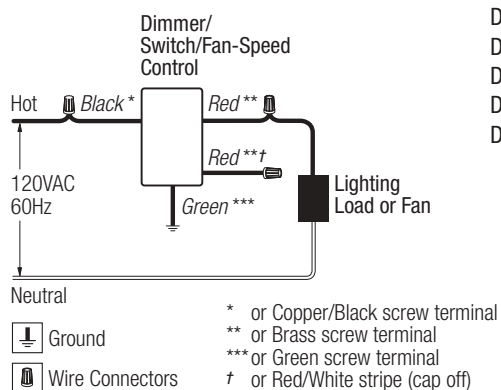 Dimmer/
Switch/Fan-Speed
Control
Hot
Black *
Red **
Red **†
Green ***
120VAC
60Hz
Lighting
Load or Fan
Neutral
Ground
Wire Connectors
* or Copper/Black screw terminal
** or Brass screw terminal
*** or Green screw terminal
† or Red/White stripe (cap off)
D
D
D
D
D